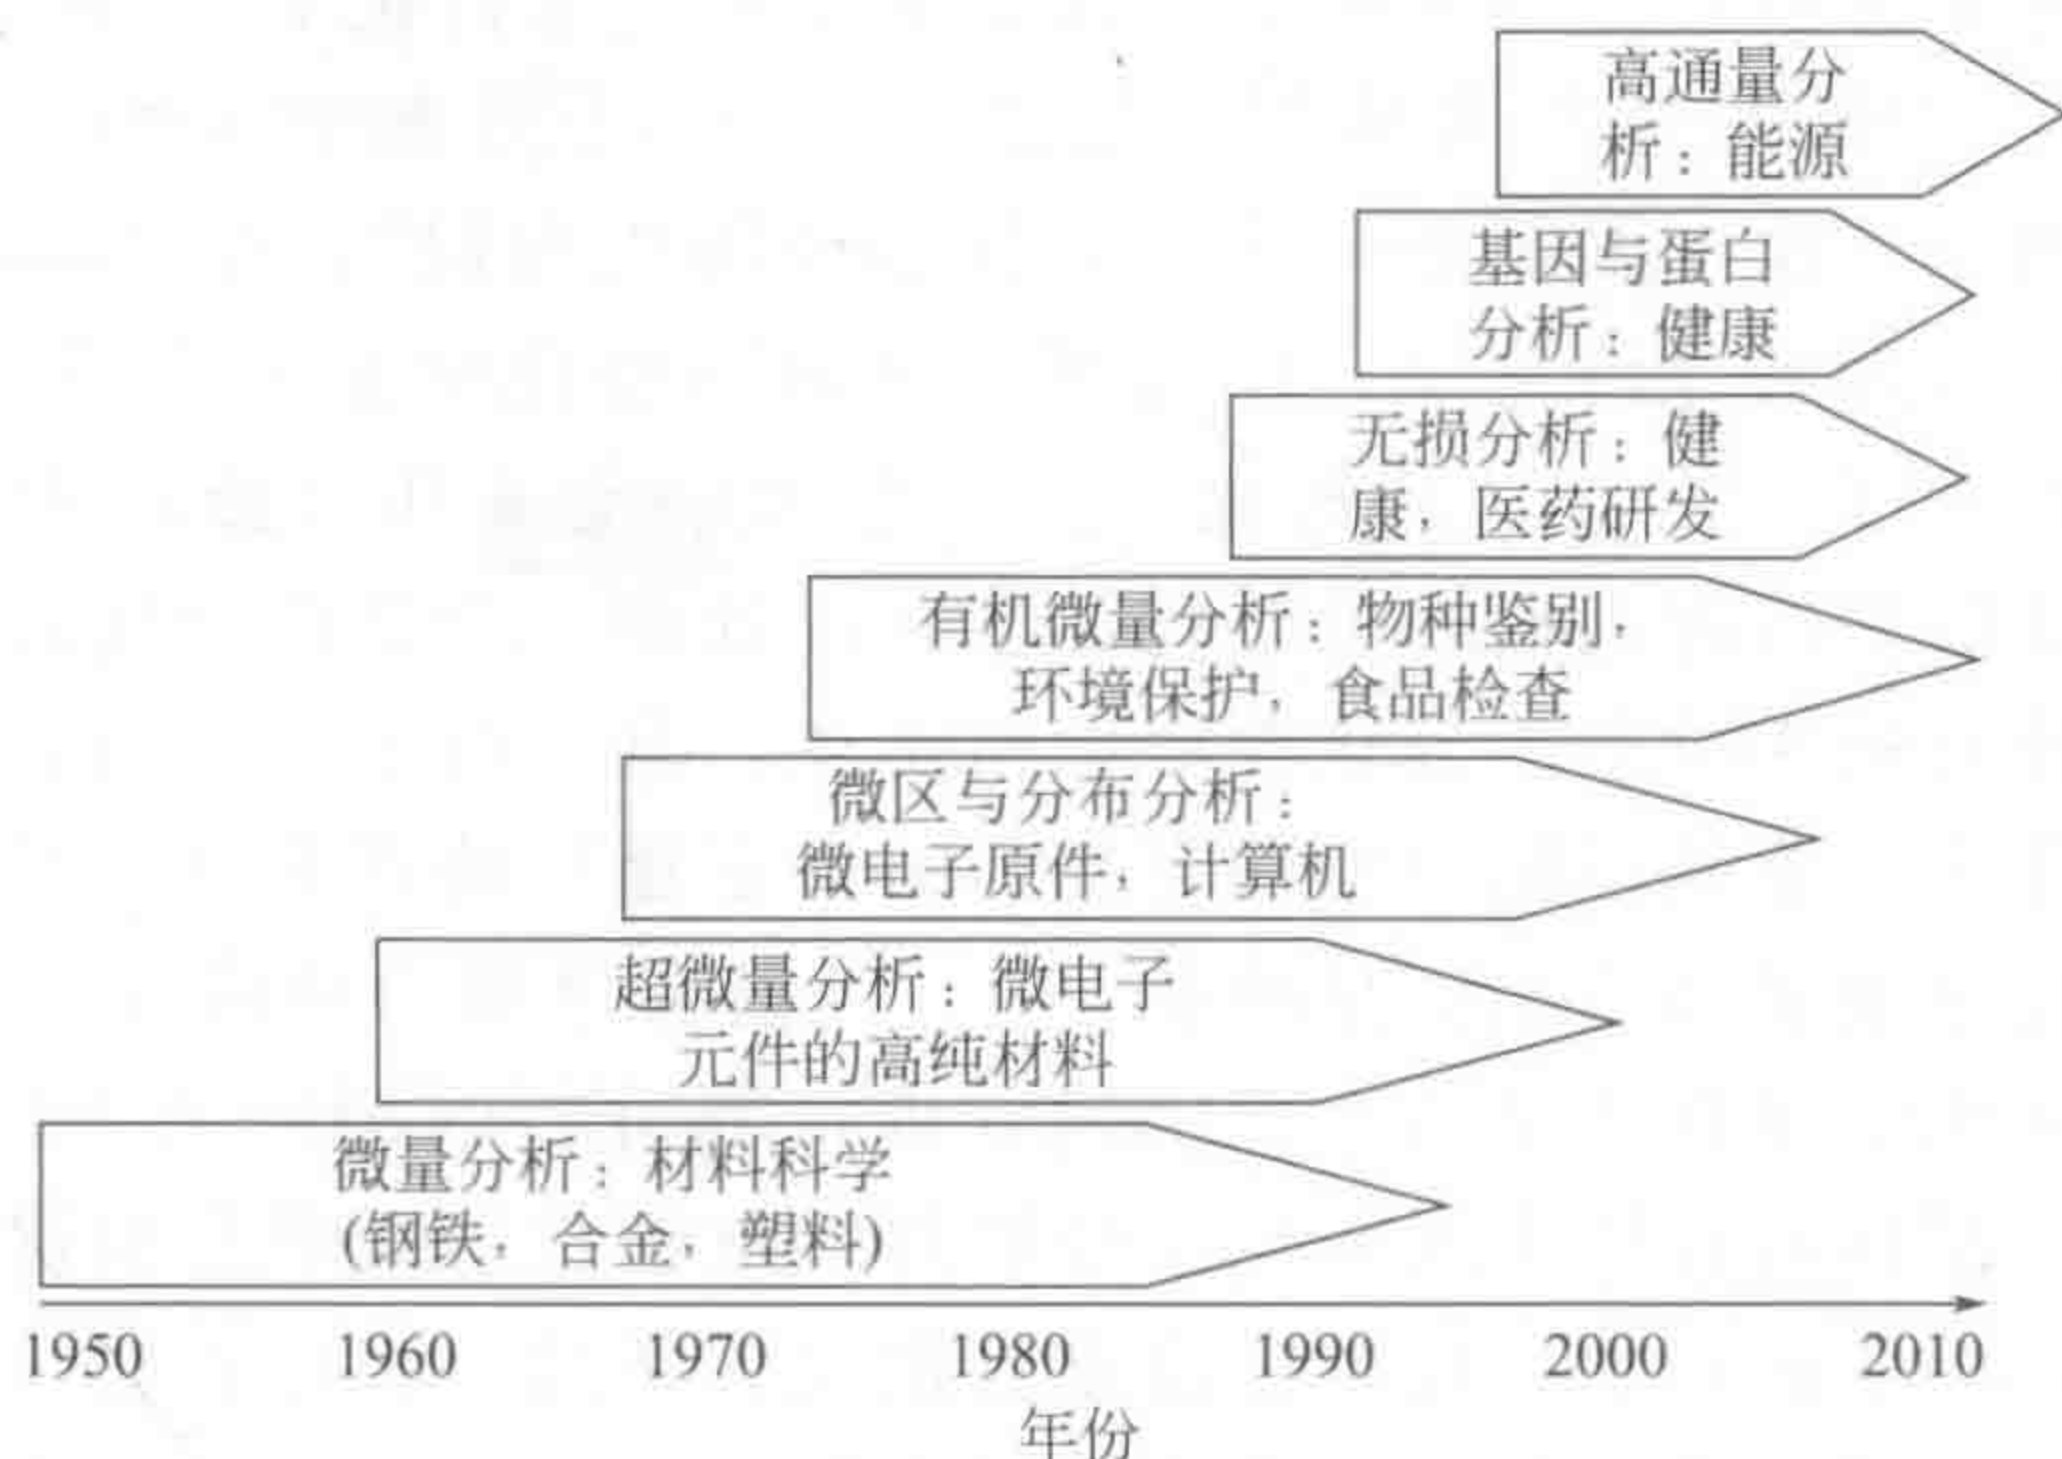 高通量分
析：能源
基因与蛋白
分析：健康
无损分析：健
康，医药研发
有机微量分析：物种鉴别，
环境保护，食品检查
微区与分布分析：
微电子原件，计算机
超微量分析：微电子
元件的高纯材料
微量分析：材料科学
(钢铁，合金，塑料)
1950 1960 1970 1980 1990 2000 2010
年份